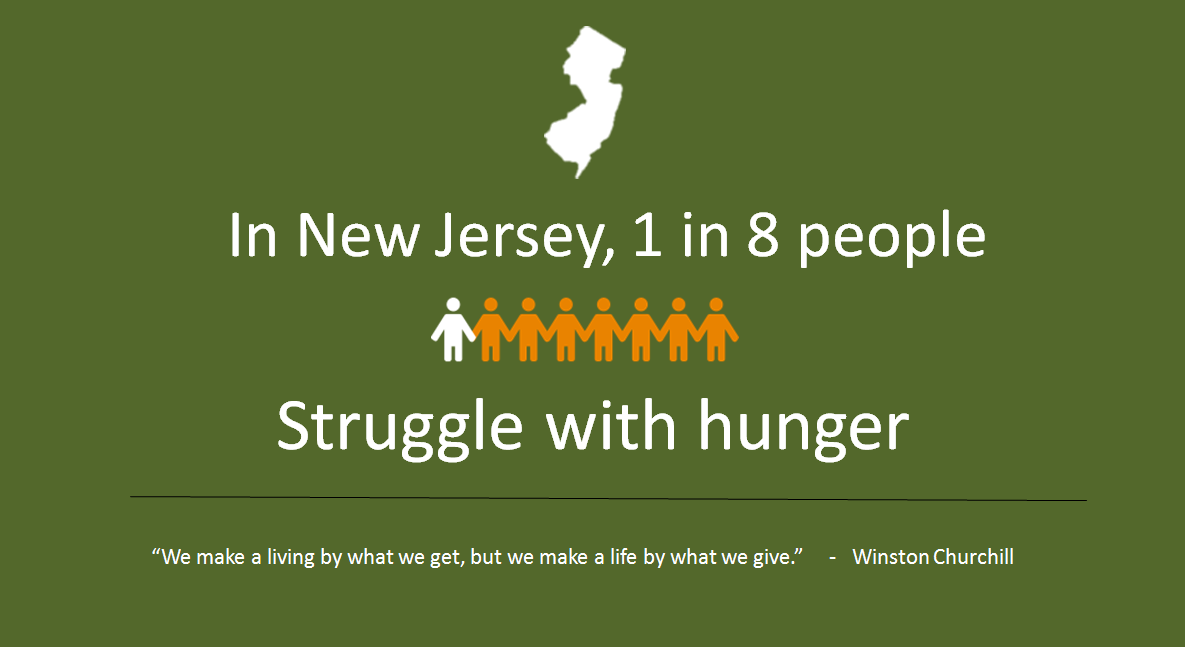 In New Jersey, 1 in 8 people
Struggle with hunger
“We make a living by what we get, but we make a life by what we give.” - Winston Churchill